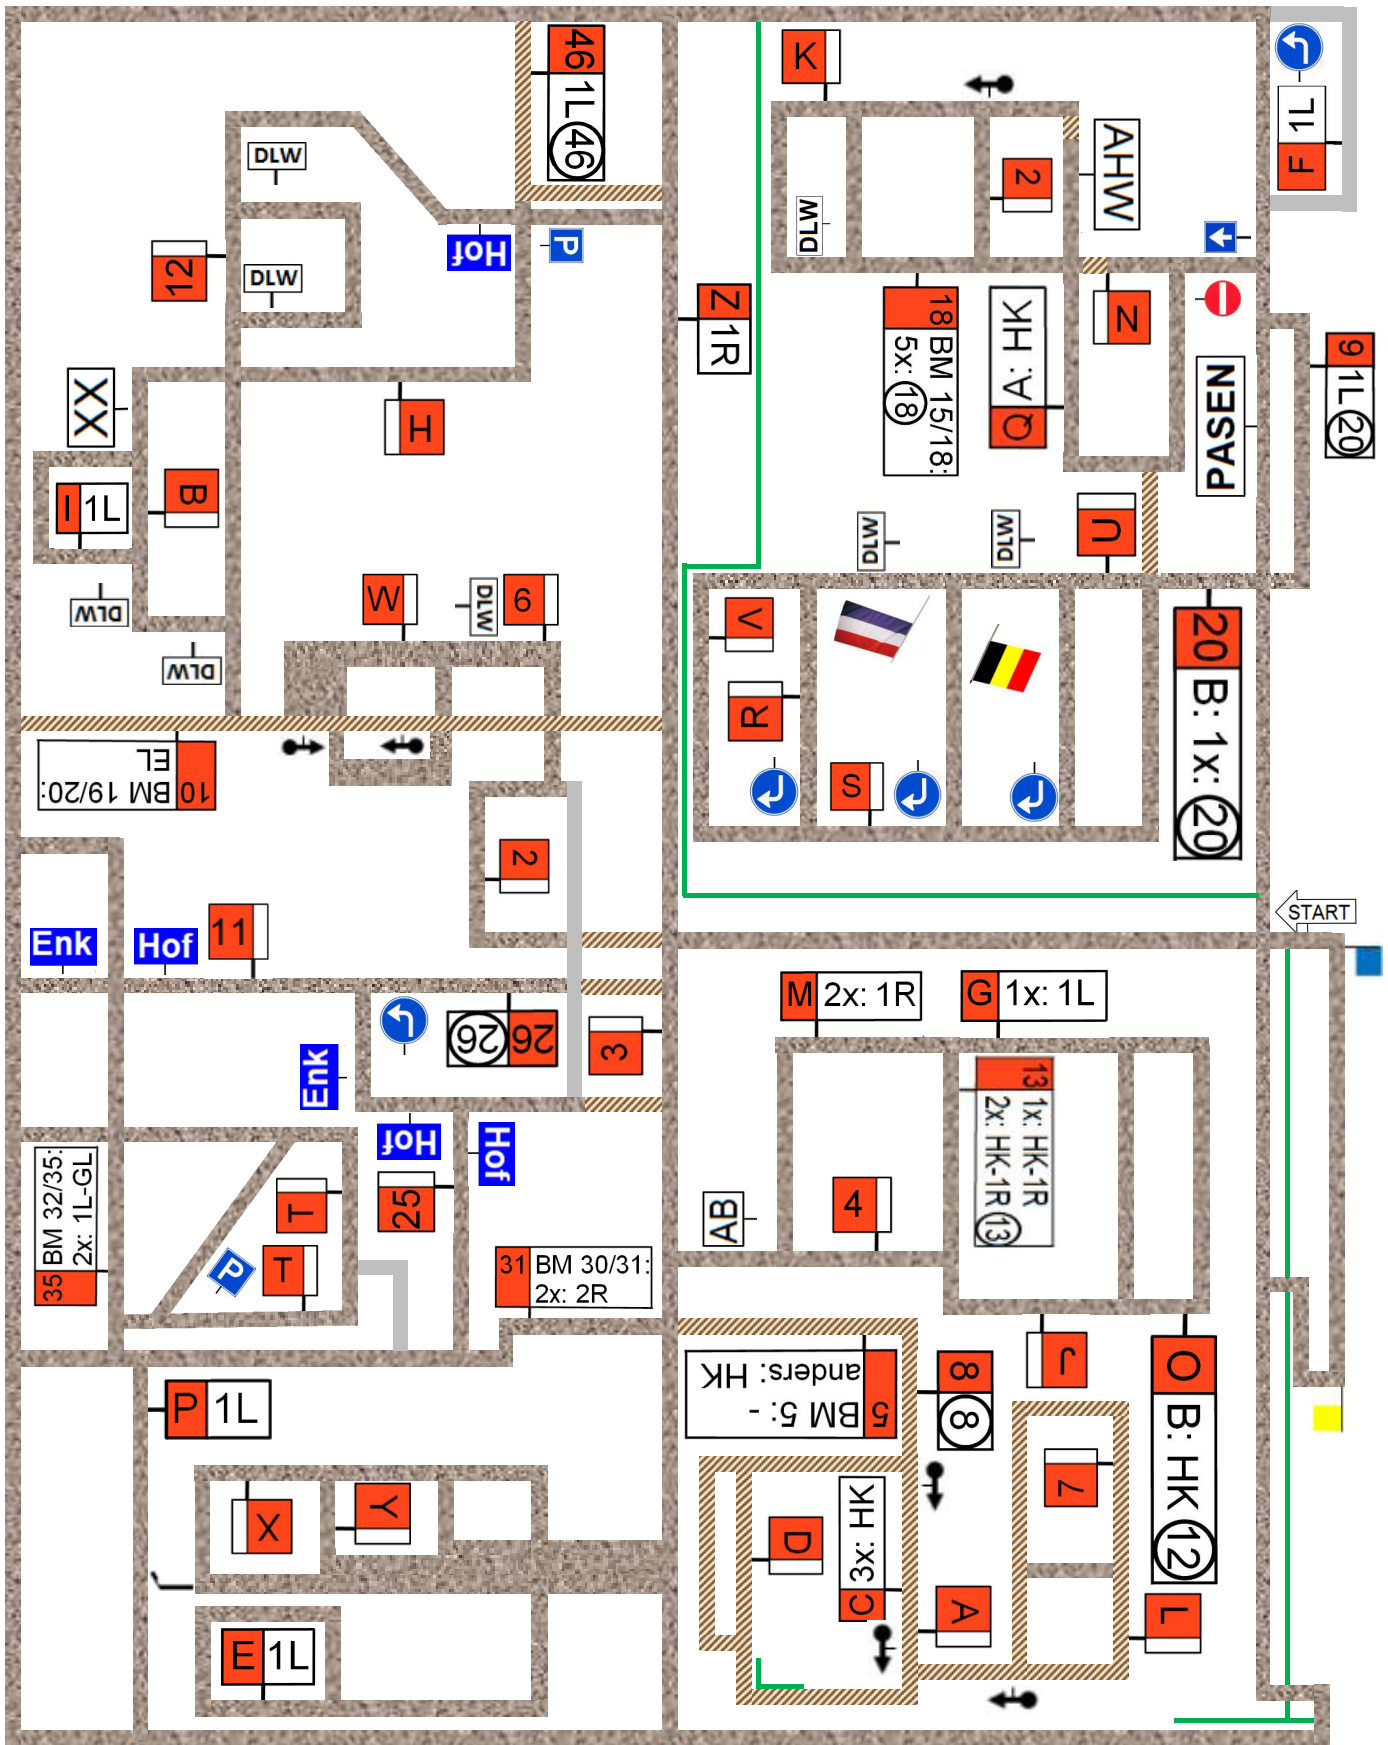 46 1L 46
K
1L
F
DLW
AHW
2
DLW
Hof
P
12
DLW
Z 1R
18 BM 15/18:
5x: 18
Q A: HK
N
9 1L 20
XX
H
PASEN
B
I 1L
U
DLW
DLW
W
DLW
6
DLW
V
DLW
R
20 B: 1x: 20
10 BM 19/20:
EL
S
2
Enk
Hof
11
START
M 2x: 1R
G 1x: 1L
26 26
3
Enk
13 1x: HK-1R
2x: HK-1R 13
Hof
Hof
35 BM 32/35:
2x: 1L-GL
T
25
AB
4
P
T
31 BM 30/31:
2x: 2R
5 BM 5: -
anders: HK
8 8
J
O B: HK 12
P 1L
7
X
Y
D
C 3x: HK
A
L
E 1L